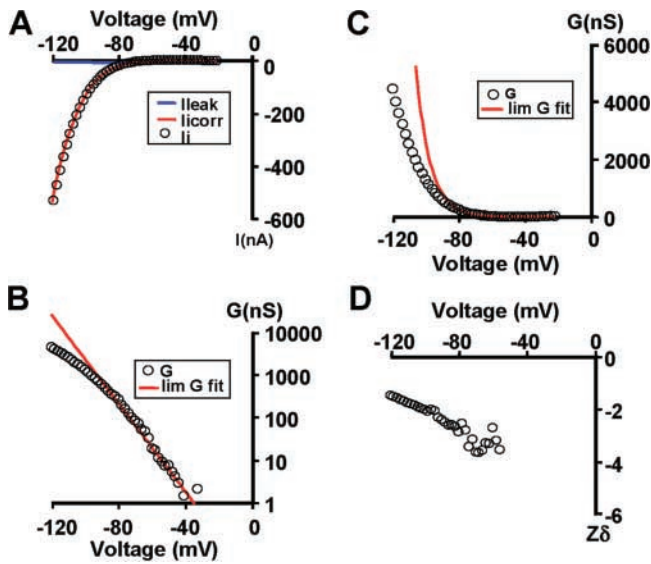 A
Voltage (mV)
-120 -80 -40 0
0
-200
-400
-600
I(nA)
Ileak
Iicorr
Ii
C
G(nS)
6000
4000
2000
0
G
lim G fit
-120 -80 -40 0
Voltage (mV)
B
G(nS)
10000
1000
100
10
1
G
lim G fit
-120 -80 -40 0
Voltage (mV)
D
Voltage (mV)
-120 -80 -40 0
0
-2
-4
-6
Zδ